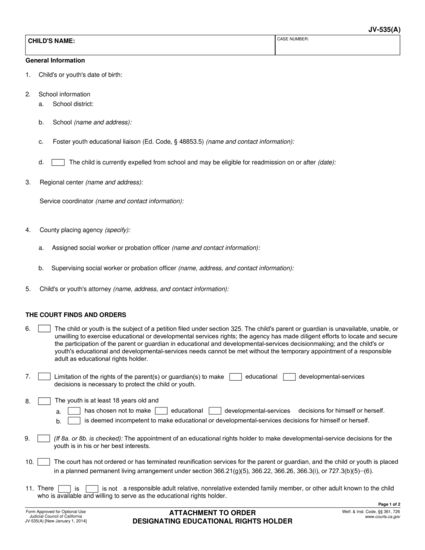 JV-535(A)
CHILD'S NAME:
CASE NUMBER:
General Information
1. Child's or youth's date of birth:
2. School information
a. School district:
b. School (name and address):
c. Foster youth educational liaison (Ed. Code, § 48853.5) (name and contact information):
d. The child is currently expelled from school and may be eligible for readmission on or after (date):
3. Regional center (name and address):
Service coordinator (name and contact information):
4. County placing agency (specify):
a. Assigned social worker or probation officer (name and contact information):
b. Supervising social worker or probation officer (name, address, and contact information):
5. Child's or youth's attorney (name, address, and contact information):
THE COURT FINDS AND ORDERS
6. The child or youth is the subject of a petition filed under section 325. The child's parent or guardian is unavailable, unable, or
unwilling to exercise educational or developmental services rights; the agency has made diligent efforts to locate and secure
the participation of the parent or guardian in educational and developmental-services decisionmaking; and the child's or
youth's educational and developmental-services needs cannot be met without the temporary appointment of a responsible
adult as educational rights holder.
7. Limitation of the rights of the parent(s) or guardian(s) to make educational developmental-services
decisions is necessary to protect the child or youth.
8. The youth is at least 18 years old and
a. has chosen not to make educational developmental-services decisions for himself or herself.
b. is deemed incompetent to make educational or developmental-services decisions for himself or herself.
9. (If 8a. or 8b. is checked): The appointment of an educational rights holder to make developmental-service decisions for the
youth is in his or her best interests.
10. The court has not ordered or has terminated reunification services for the parent or guardian, and the child or youth is placed
in a planned permanent living arrangement under section 366.21(g)(5), 366.22, 366.26, 366.3(i), or 727.3(b)(5)–(6).
11. There is is not a responsible adult relative, nonrelative extended family member, or other adult known to the child
who is available and willing to serve as the educational rights holder.
Page 1 of 2
Form Approved for Optional Use
Judicial Council of California
JV-535(A) [New January 1, 2014]
ATTACHMENT TO ORDER
DESIGNATING EDUCATIONAL RIGHTS HOLDER
Welf. & Inst. Code, §§ 361, 726
www.courts.ca.gov